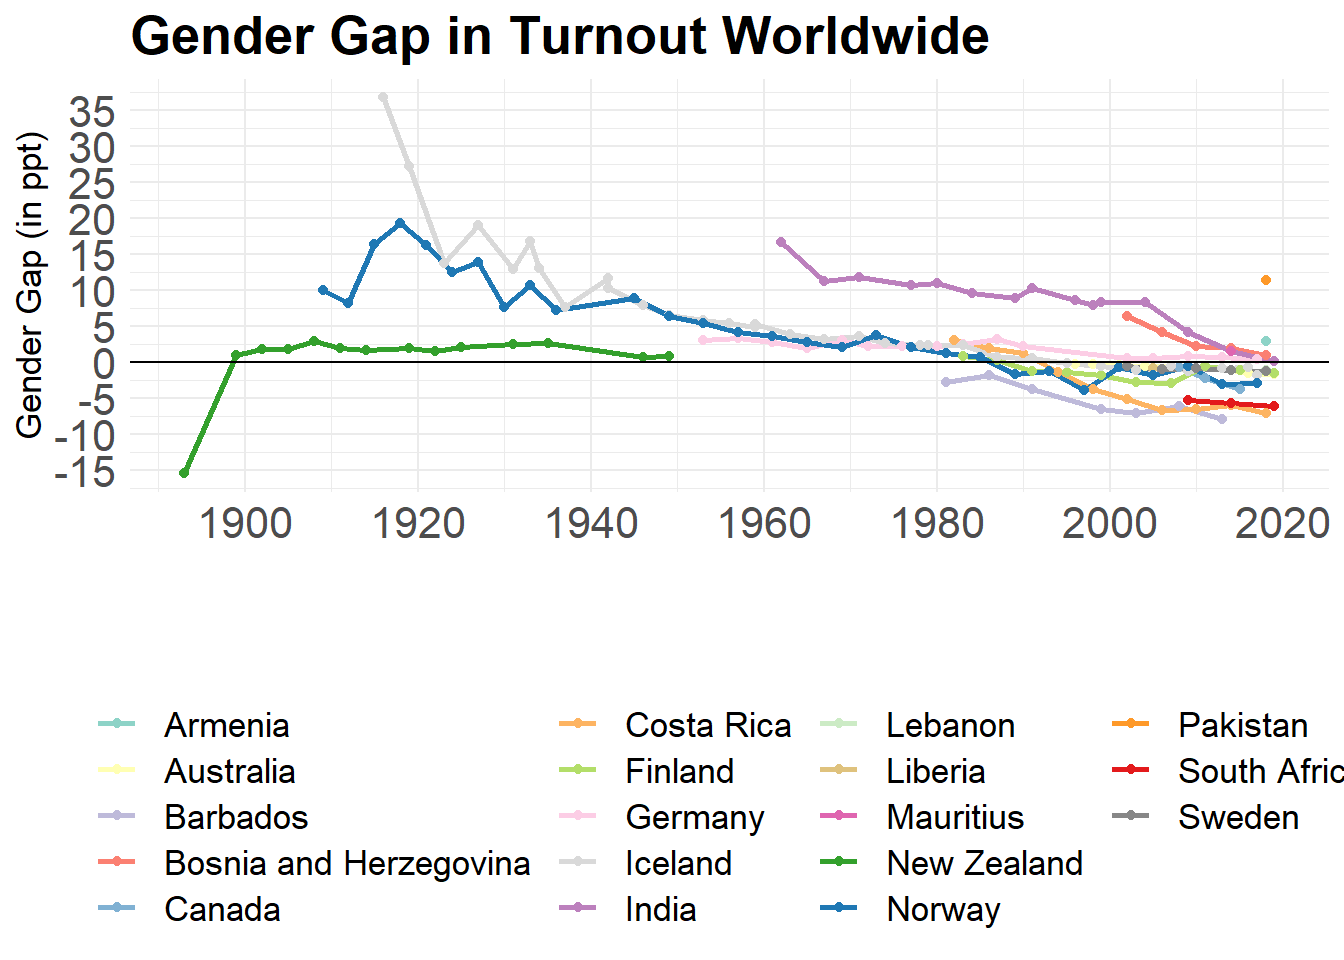 Gender Gap in Turnout Worldwide
Gender Gap (in ppt)
35
30
25
20
15
10
5
0
-5
-10
-15
1900 1920 1940 1960 1980 2000 2020
Armenia Costa Rica Lebanon Pakistan
Australia Finland Liberia South Afric
Barbados Germany Mauritius Sweden
Bosnia and Herzegovina Iceland New Zealand
Canada India Norway